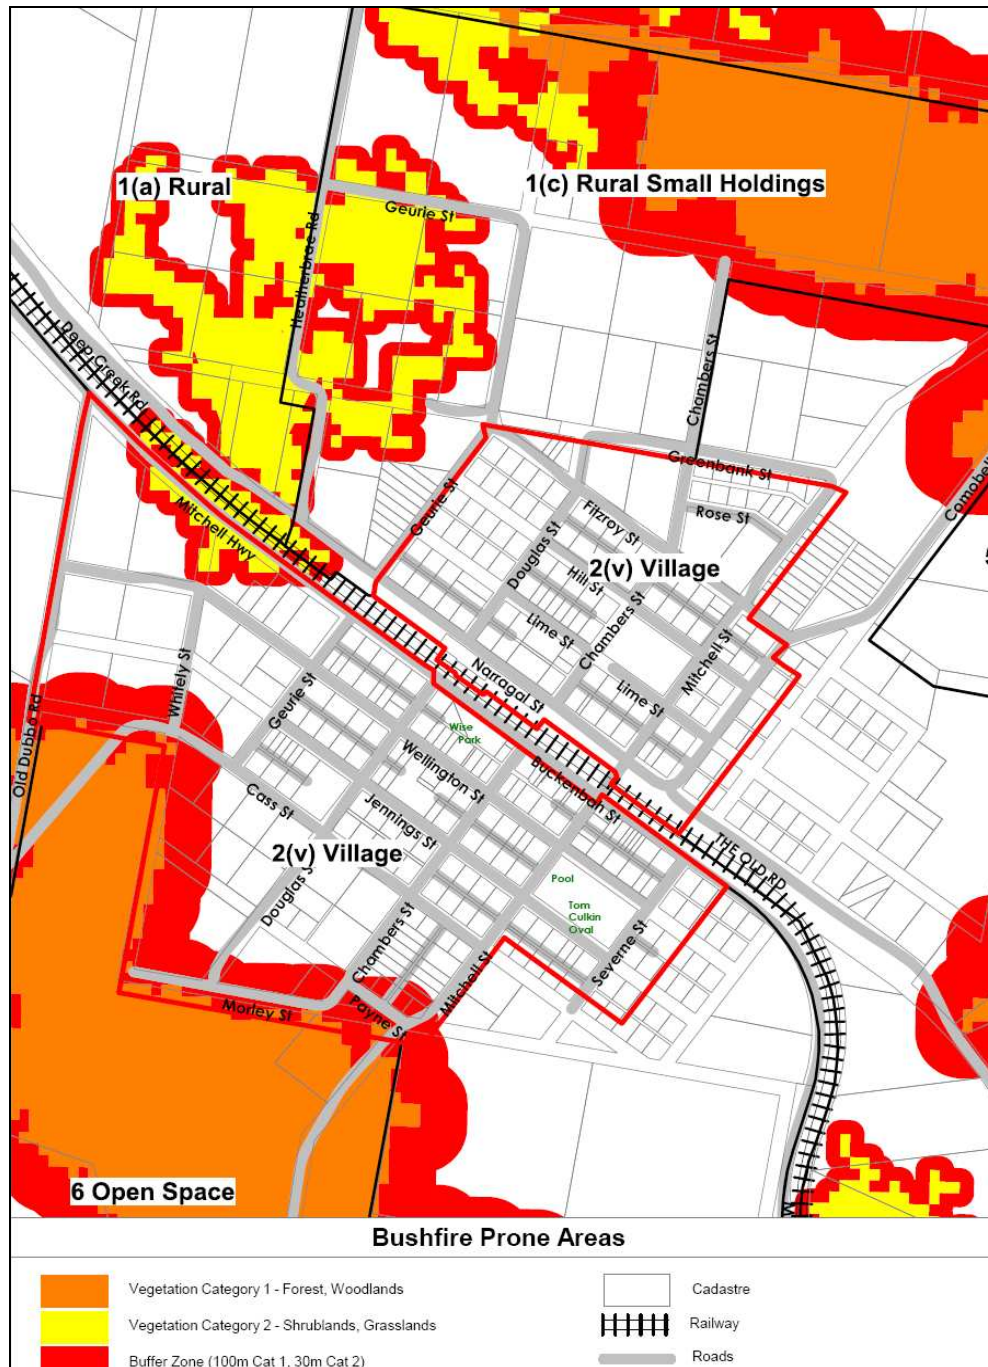 1(a) Rural
1(c) Rural Small Holdings
Geurie St
Heatherbrae Rd
Deep Creek Rd
Chambers St
Mitchell Hwy
Geurie St
Greenbank St
Rose St
Fitzroy St
Douglas St
Hill St
2(v) Village
Lime St
Chambers St
Mitchell St
Lime St
Narragal St
Whitely St
Geurie St
Old Dubbo Rd
Wise
Park
Wellington St
Buckenbah St
Cass St
Jennings St
2(v) Village
THE OLD RD
Douglas St
Pool
Tom
Culkin
Oval
Chambers St
Mitchell St
Severne St
Morley St
Payne St
6 Open Space
M
Bushfire Prone Areas
Vegetation Category 1 - Forest, Woodlands
Cadastre
Vegetation Category 2 - Shrublands, Grasslands
Railway
Buffer Zone (100m Cat 1, 30m Cat 2)
Roads